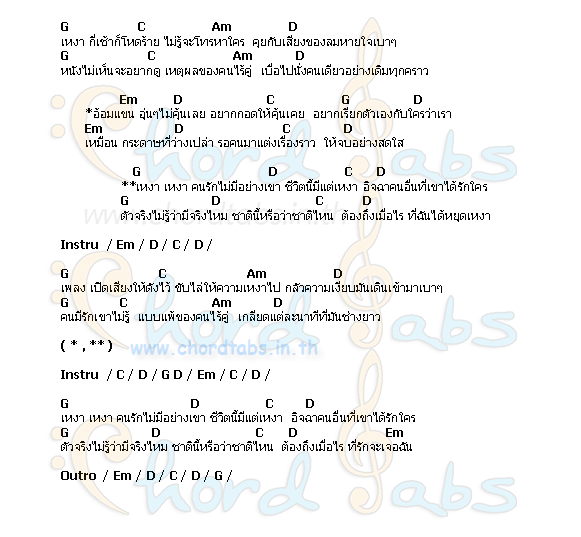 G C Am D
เหงา กี่เช้าก็โหดร้าย ไม่รู้จะโทรหาใคร คุยกับเสียงของลมหายใจเบาๆ
G C Am D
หนังไม่เห็นจะอยากดู เหตุผลของคนไร้คู่ เบื่อไปนั่งคนเดียวอย่างเดิมทุกคราว
Em D C G D
*อ้อมแขน อุ่นๆไม่คุ้นเลย อยากกอดให้คุ้นเคย อยากเรียกตัวเองกับใครว่าเรา
Em D C D
เหมือน กระดาษที่ว่างเปล่า รอคนมาแต่งเรื่องราว ให้จบอย่างสดใส
G D C D
**เหงา เหงา คนรักไม่มีอย่างเขา ชีวิตนี้มีแต่เหงา อิจฉาคนอื่นที่เขาได้รักใคร
G D C D
ตัวจริงไม่รู้ว่ามีจริงไหม ชาตินี้หรือว่าชาติไหน ต้องถึงเมื่อไร ที่ฉันได้หยุดเหงา
Instru / Em / D / C / D /
G C Am D
เพลง เปิดเสียงให้ดังไว้ ขับไล่ให้ความเหงาไป กลัวความเงียบมันเดินเข้ามาเบาๆ
G C Am D
คนมีรักเขาไม่รู้ แบบแพ้ของคนไร้คู่ เกลียดแต่ละนาทีที่มันช่างยาว
( * , ** )
www.chordtabs.in.th
Instru / C / D / G D / Em / C / D /
G D C D
เหงา เหงา คนรักไม่มีอย่างเขา ชีวิตนี้มีแต่เหงา อิจฉาคนอื่นที่เขาได้รักใคร
G D C D Em
ตัวจริงไม่รู้ว่ามีจริงไหม ชาตินี้หรือว่าชาติไหน ต้องถึงเมื่อไร ที่รักจะเจอฉัน
Outro / Em / D / C / D / G /